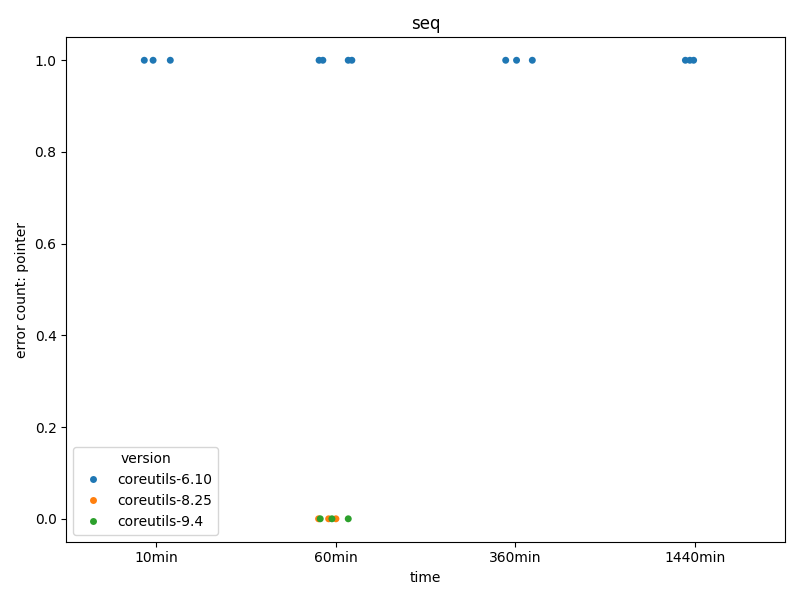 seq
1.0
0.8
0.6
0.4
0.2
0.0
error count: pointer
version
coreutils-6.10
coreutils-8.25
coreutils-9.4
10min
60min
360min
1440min
time